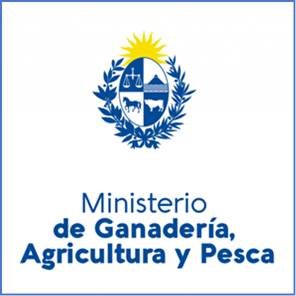 Ministerio
de Ganadería,
Agricultura y Pesca